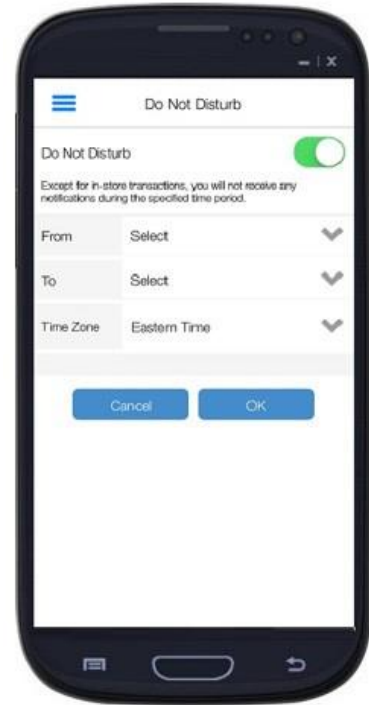 Do Not Disturb
Do Not Disturb
Except for in-store transactions, you will not receive any
notifications during the specified time period.
From Select
To Select
Time Zone Eastern Time
Cancel OK